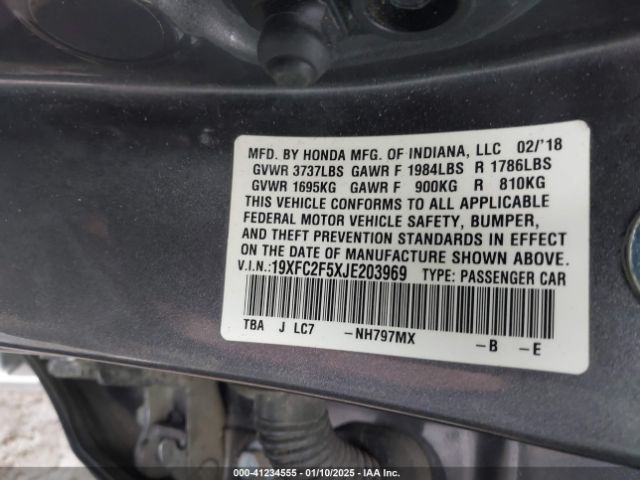 MFD. BY HONDA MFG. OF INDIANA, LLC 02/'18
GVWR 3737LBS GAWR F 1984LBS R 1786LBS
GVWR 1695KG GAWR F 900KG R 810KG
THIS VEHICLE CONFORMS TO ALL APPLICABLE
FEDERAL MOTOR VEHICLE SAFETY, BUMPER,
AND THEFT PREVENTION STANDARDS IN EFFECT
ON THE DATE OF MANUFACTURE SHOWN ABOVE.
V.I.N.:19XFC2F5XJE203969 TYPE: PASSENGER CAR
TBA J LC7 -NH797MX -B -E
000-41234555 - 01/10/2025 - IAA Inc.